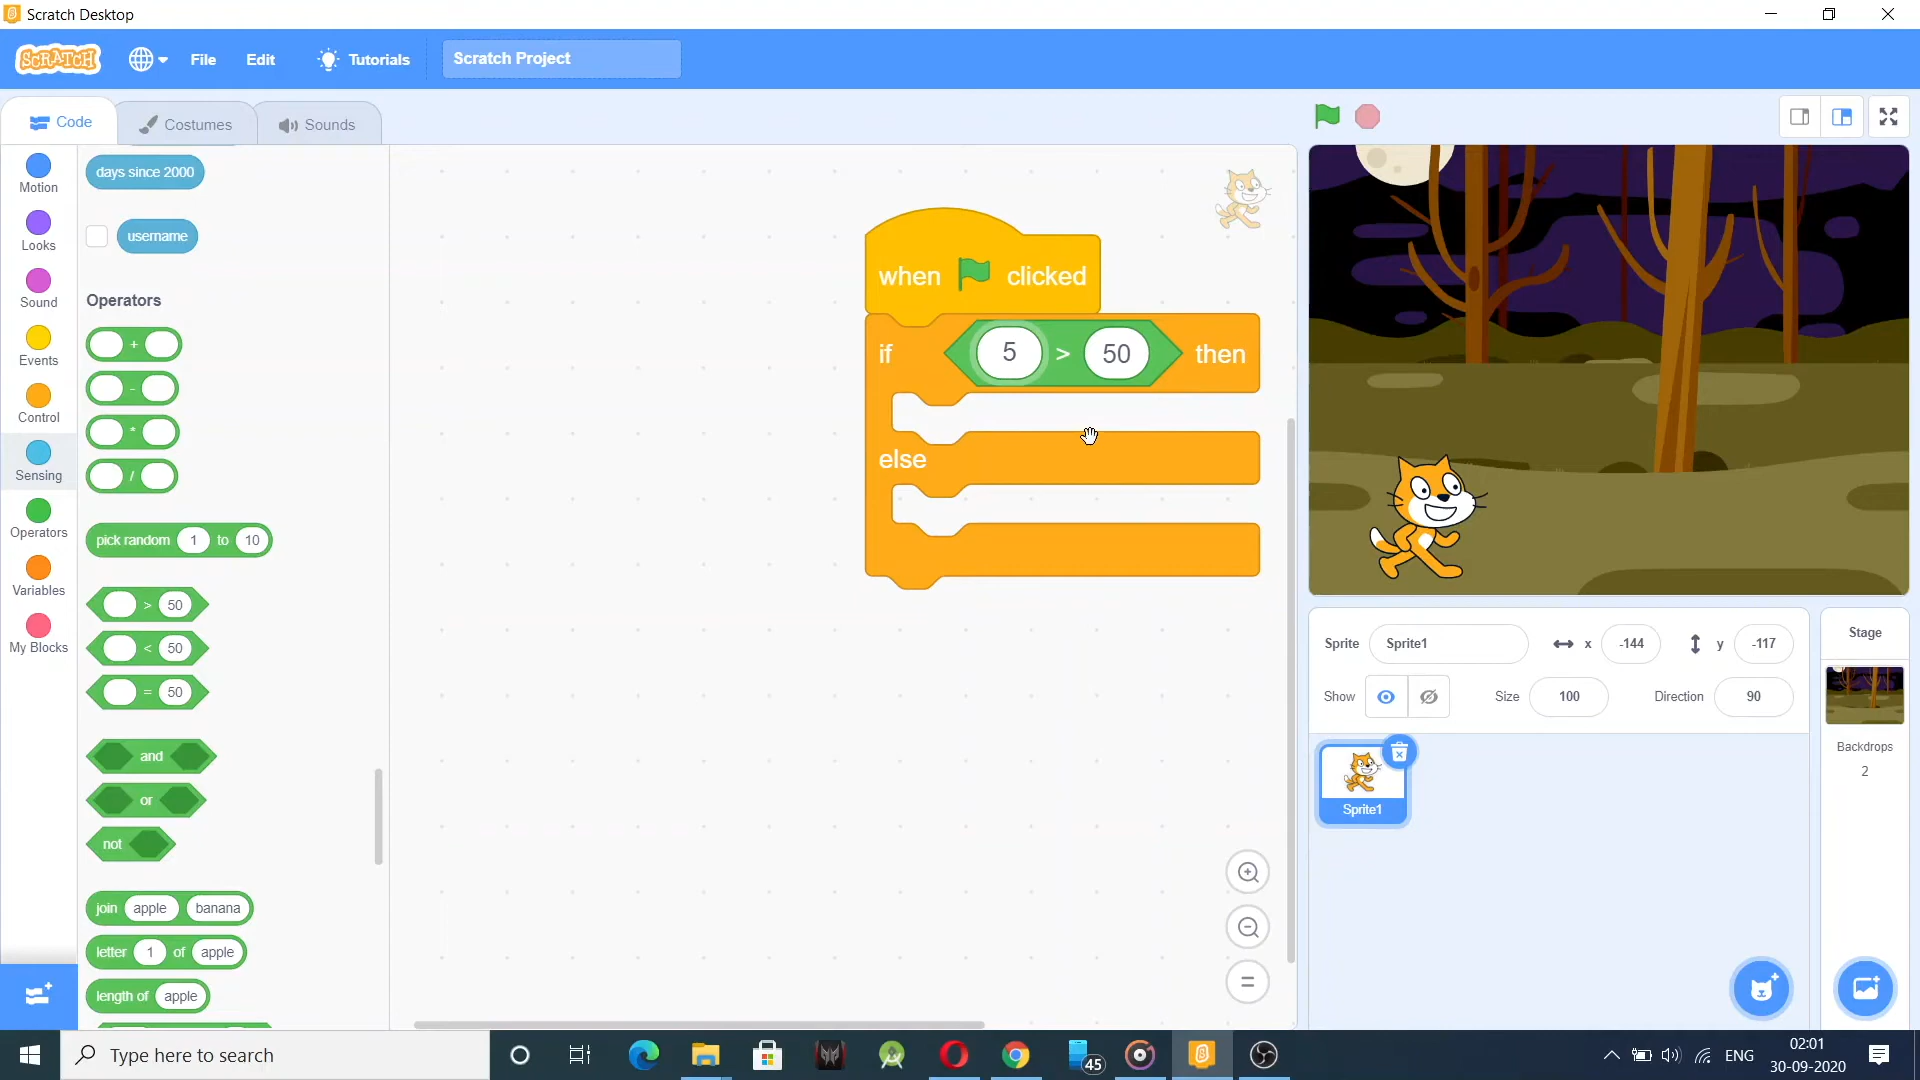 Scratch Desktop
SCRATCH
File
Edit
Tutorials
Scratch Project
Code
Costumes
Sounds
Motion
Looks
Sound
Events
Control
Sensing
Operators
Variables
My Blocks
days since 2000
username
Operators
+
-
*
/
pick random 1 to 10
> 50
< 50
= 50
and
or
not
join apple banana
letter 1 of apple
length of apple
when clicked
if 5 > 50 then
else
=
Sprite Sprite1 x -144 y -117
Show Size 100 Direction 90
Sprite1
Stage
Backdrops
2
Type here to search
45
ENG
02:01
30-09-2020